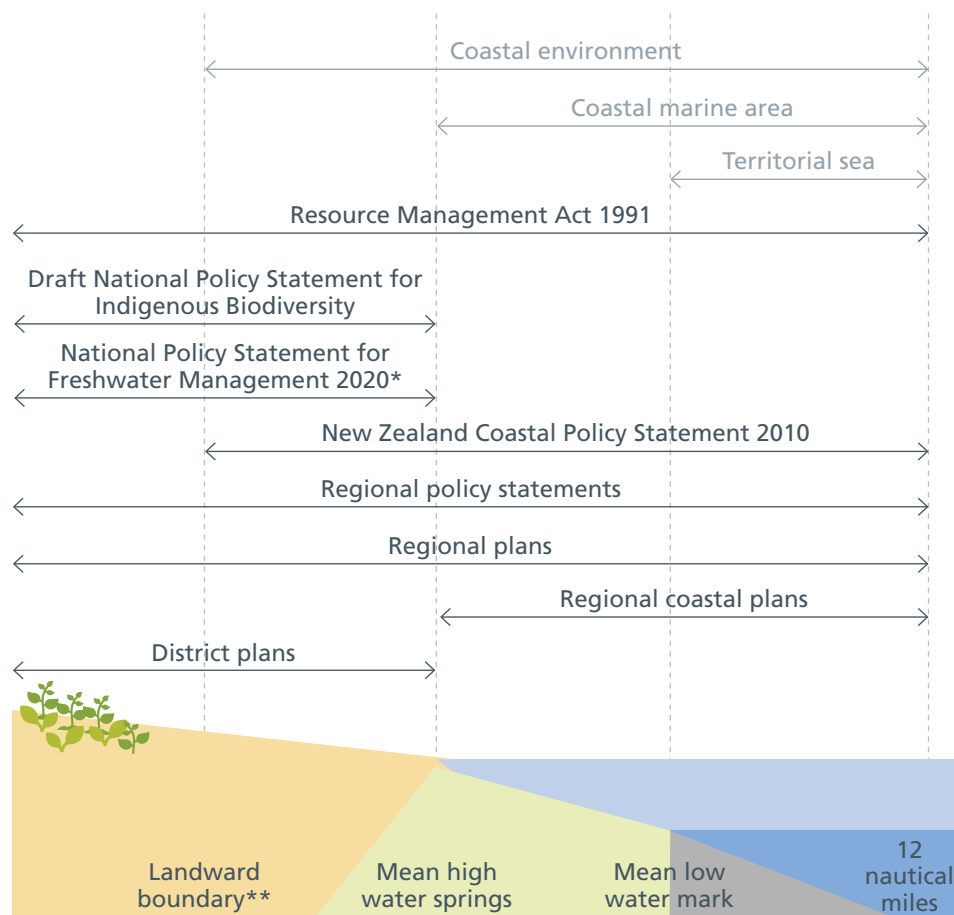 Coastal environment
Coastal marine area
Territorial sea
Resource Management Act 1991
Draft National Policy Statement for
Indigenous Biodiversity
National Policy Statement for
Freshwater Management 2020*
New Zealand Coastal Policy Statement 2010
Regional policy statements
Regional plans
Regional coastal plans
District plans
Landward
boundary**
Mean high
water springs
Mean low
water mark
12
nautical
miles